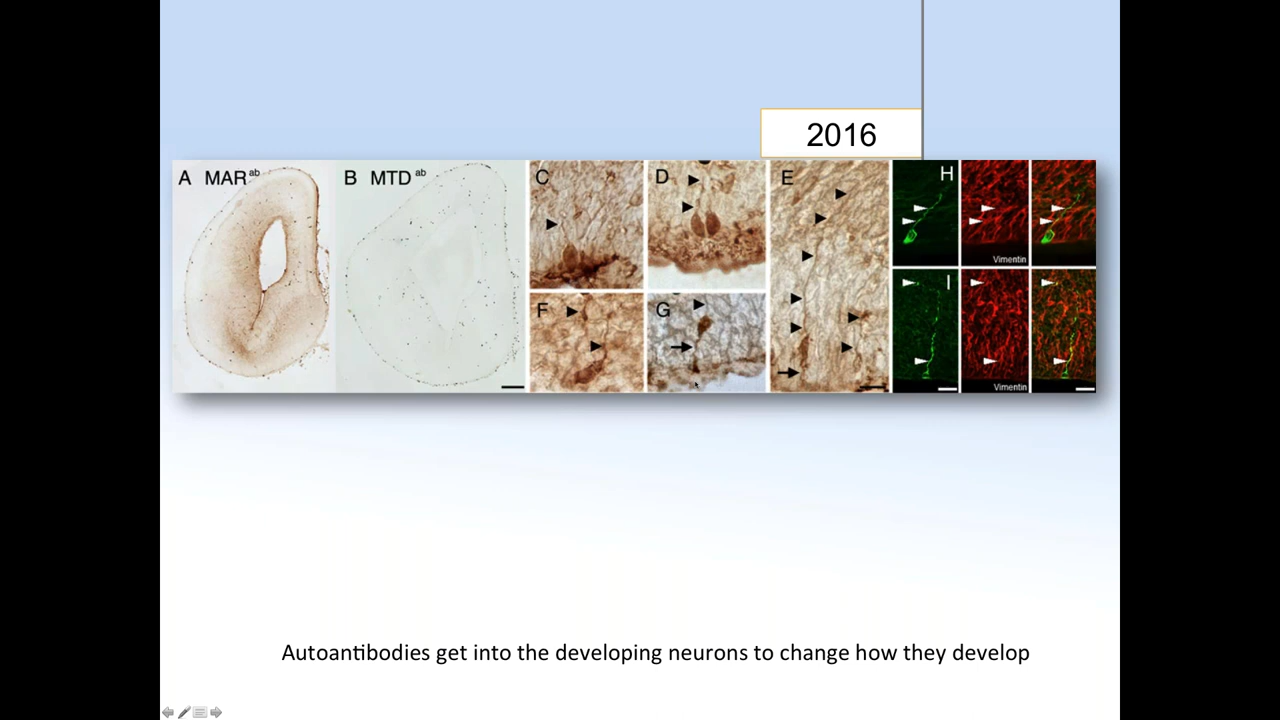 2016
A MAR ab
B MTD ab
C
D
E
F
G
H
I
Vimentin
Vimentin
Autoantibodies get into the developing neurons to change how they develop